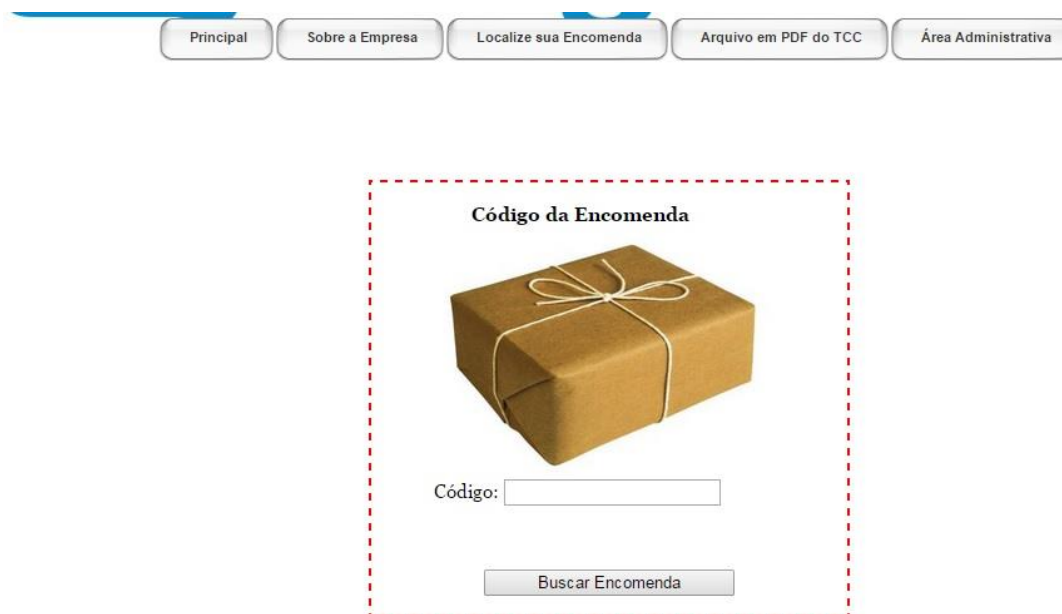 Principal Sobre a Empresa Localize sua Encomenda Arquivo em PDF do TCC Área Administrativa
Código da Encomenda
Código:
Buscar Encomenda